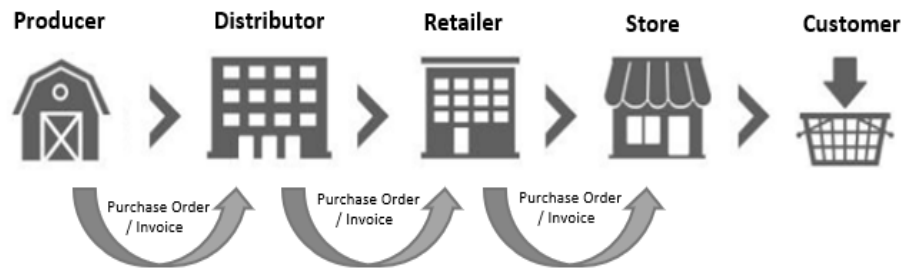 Producer
Distributor
Retailer
Store
Customer
Purchase Order
/ Invoice
Purchase Order
/ Invoice
Purchase Order
/ Invoice